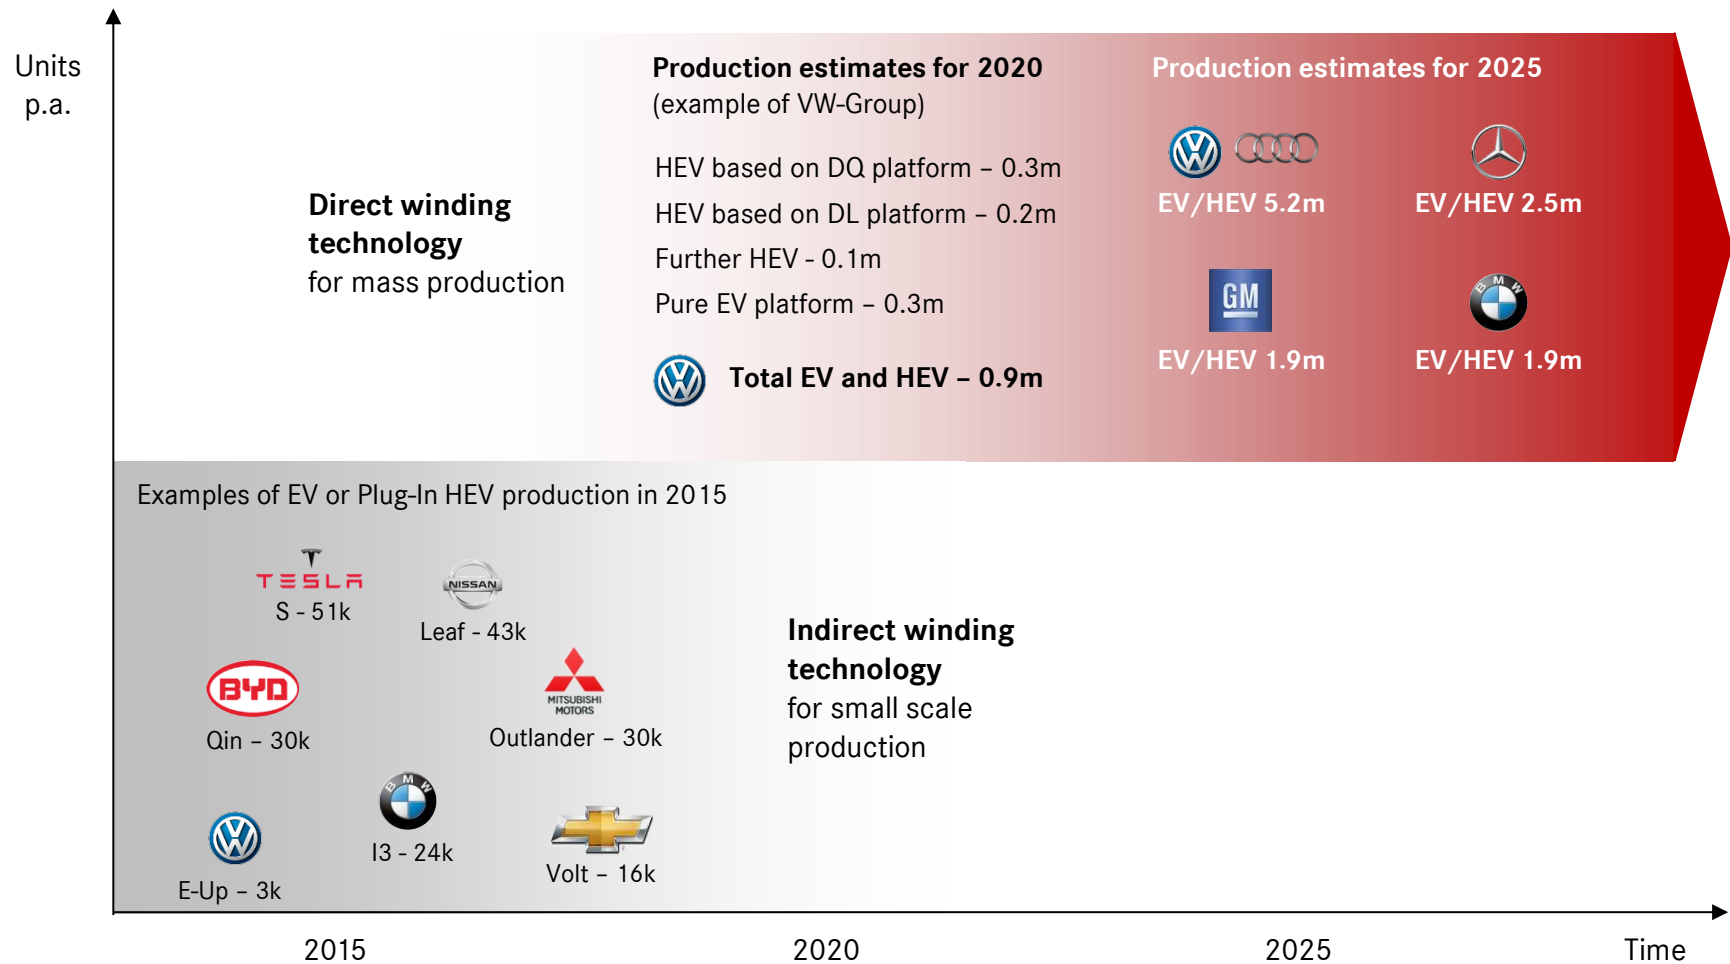 Units
p.a.
Production estimates for 2020
(example of VW-Group)
HEV based on DQ platform – 0.3m
HEV based on DL platform – 0.2m
Further HEV - 0.1m
Pure EV platform – 0.3m
Total EV and HEV – 0.9m
Production estimates for 2025
EV/HEV 5.2m
EV/HEV 2.5m
GM
BMW
EV/HEV 1.9m
EV/HEV 1.9m
Direct winding
technology
for mass production
Examples of EV or Plug-In HEV production in 2015
TESLA
S - 51k
NISSAN
Leaf - 43k
BYD
Qin – 30k
MITSUBISHI
MOTORS
Outlander – 30k
E-Up – 3k
BMW
I3 - 24k
Volt – 16k
Indirect winding
technology
for small scale
production
2015
2020
2025
Time